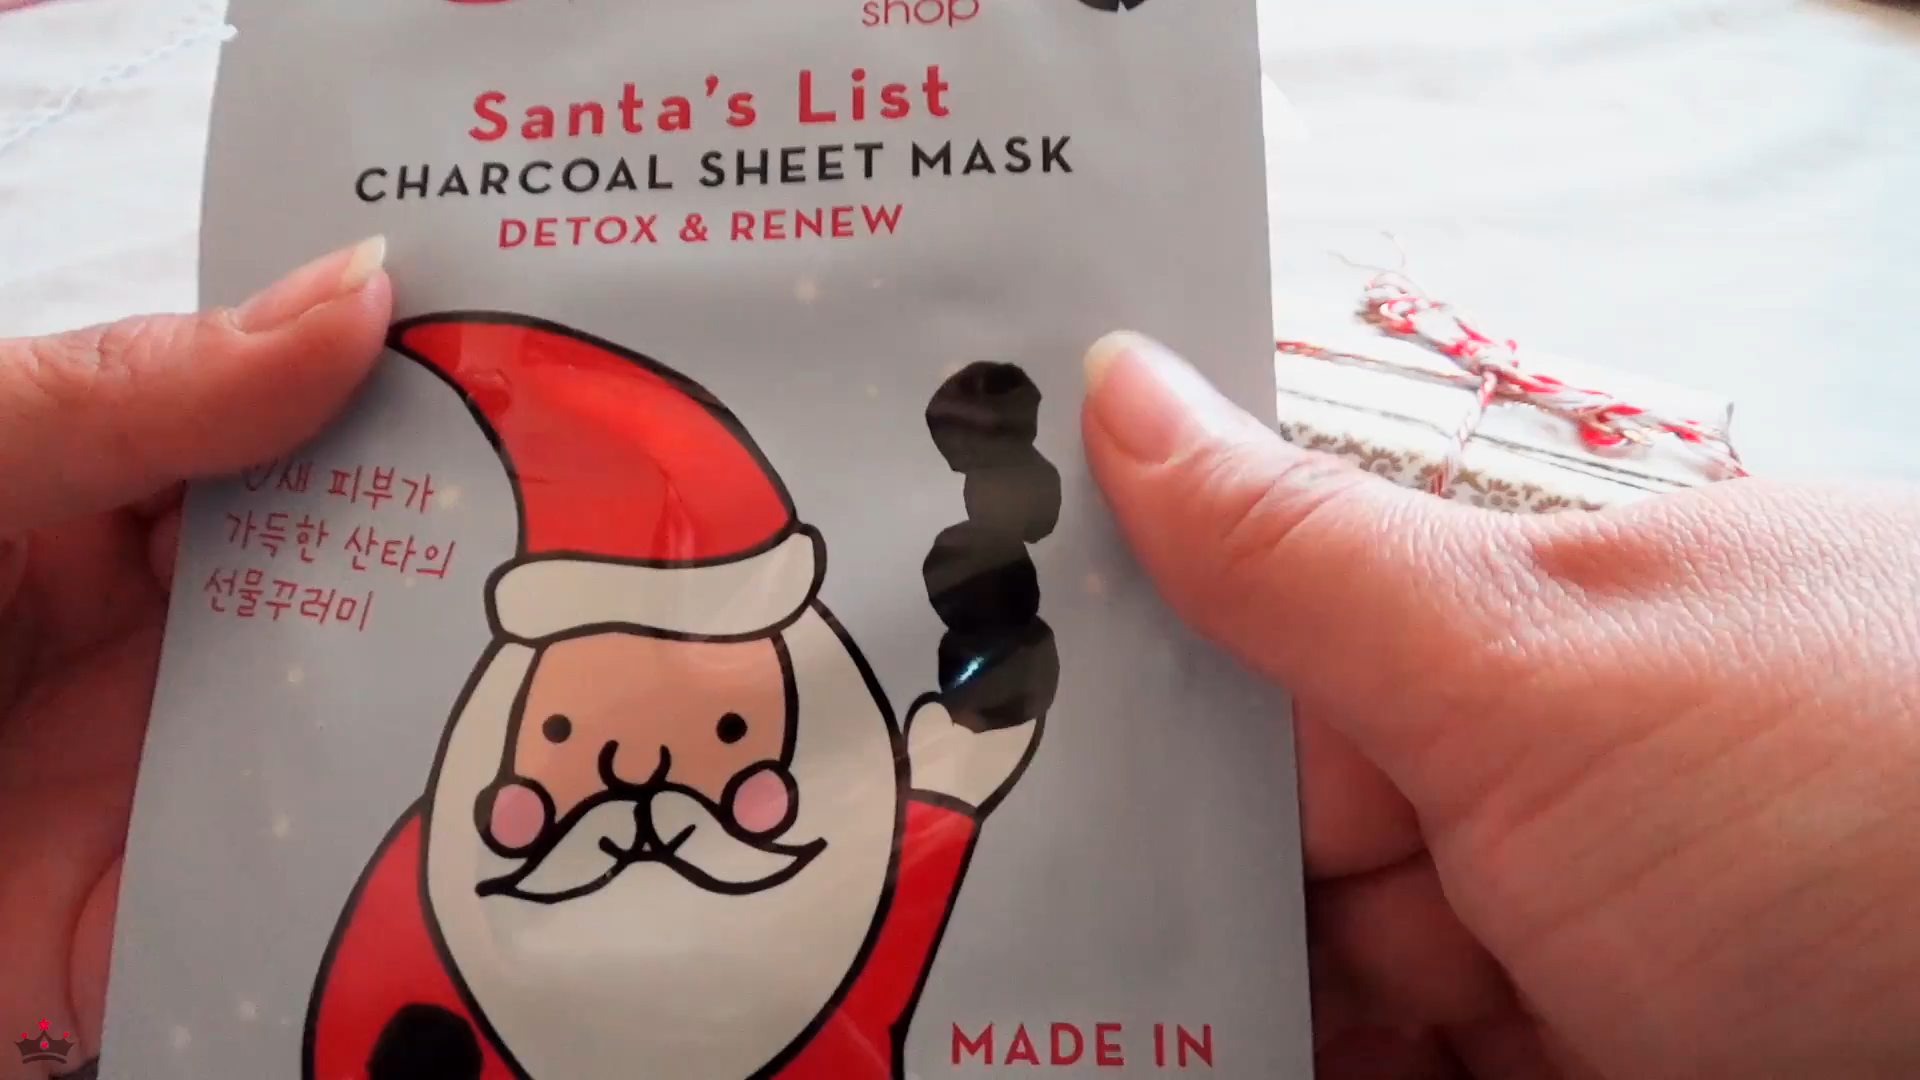 shop
Santa's List
CHARCOAL SHEET MASK
DETOX & RENEW
새 피부가
가득한 산타의
선물꾸러미
MADE IN